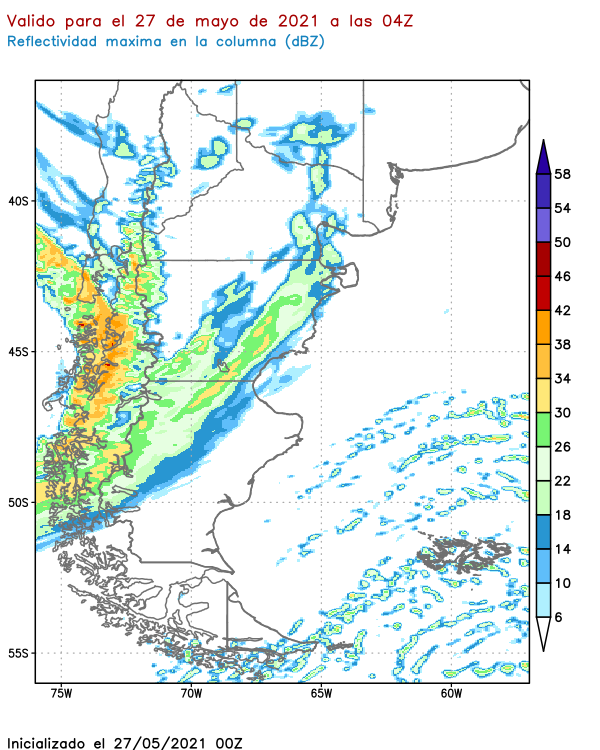 Valido para el 27 de mayo de 2021 a las 04Z
Reflectividad maxima en la columna (dBZ)
58
54
50
46
42
38
34
30
26
22
18
14
10
6
40S
45S
50S
55S
75W 70W 65W 60W
Inicializado el 27/05/2021 00Z